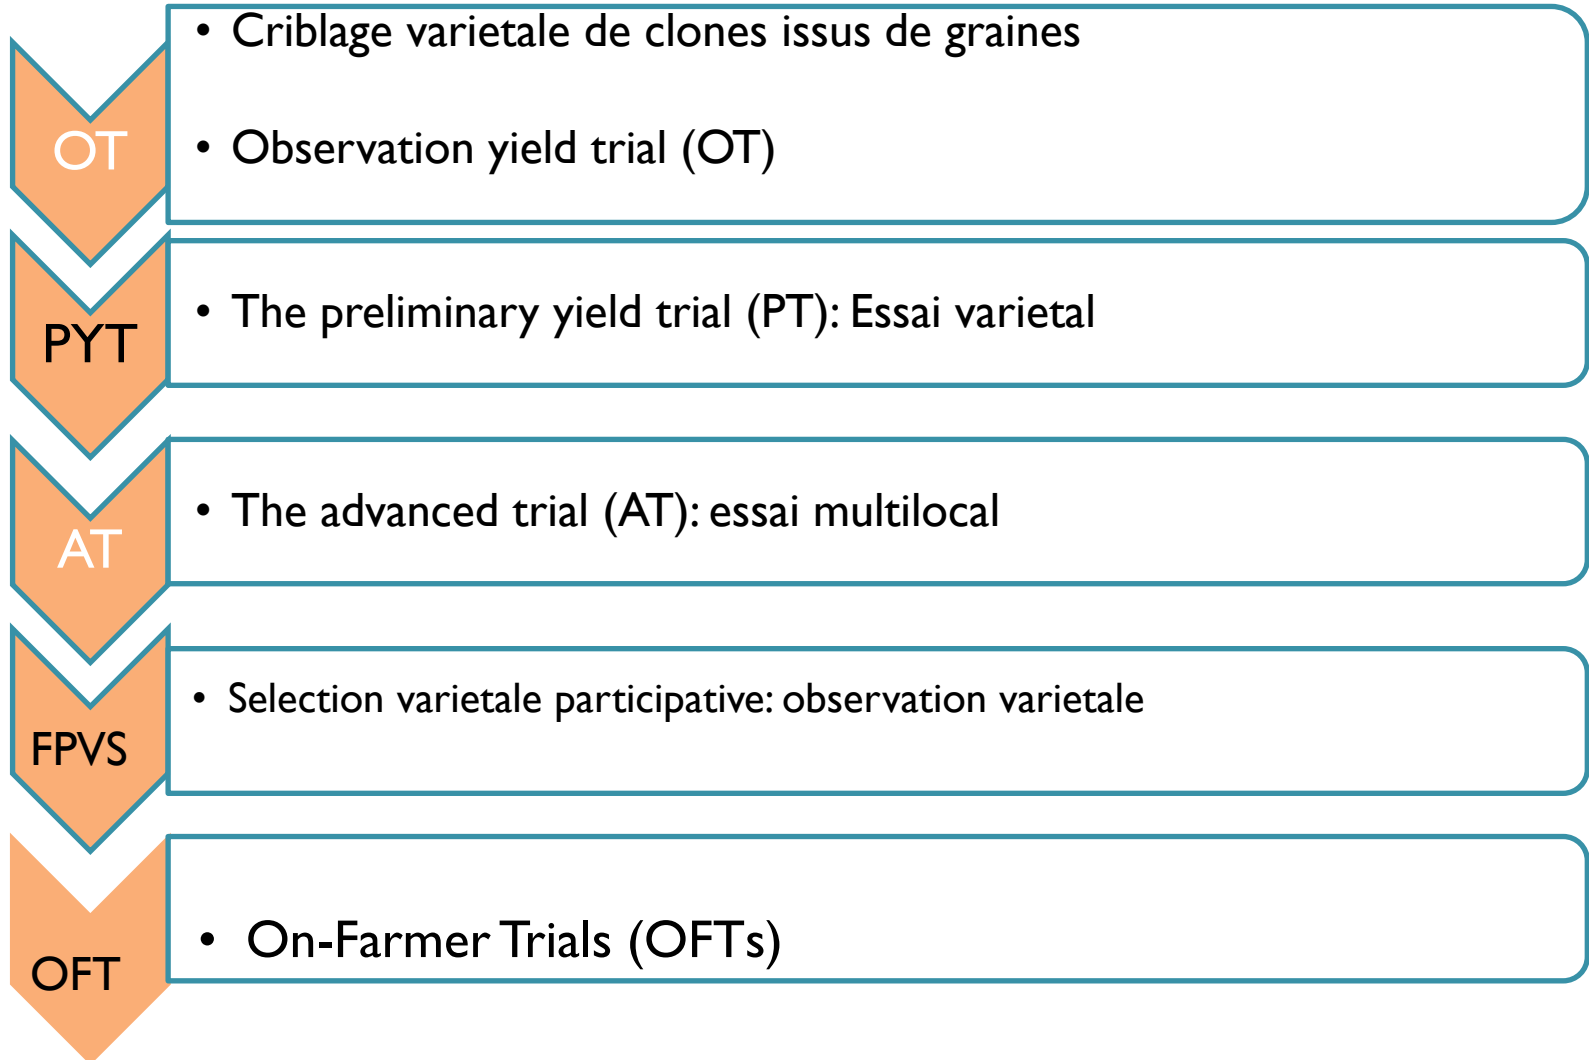 • Criblage varietale de clones issus de graines
OT
• Observation yield trial (OT)
• The preliminary yield trial (PT): Essai varietal
PYT
• The advanced trial (AT): essai multilocal
AT
• Selection varietale participative: observation varietale
FPVS
• On-Farmer Trials (OFTs)
OFT